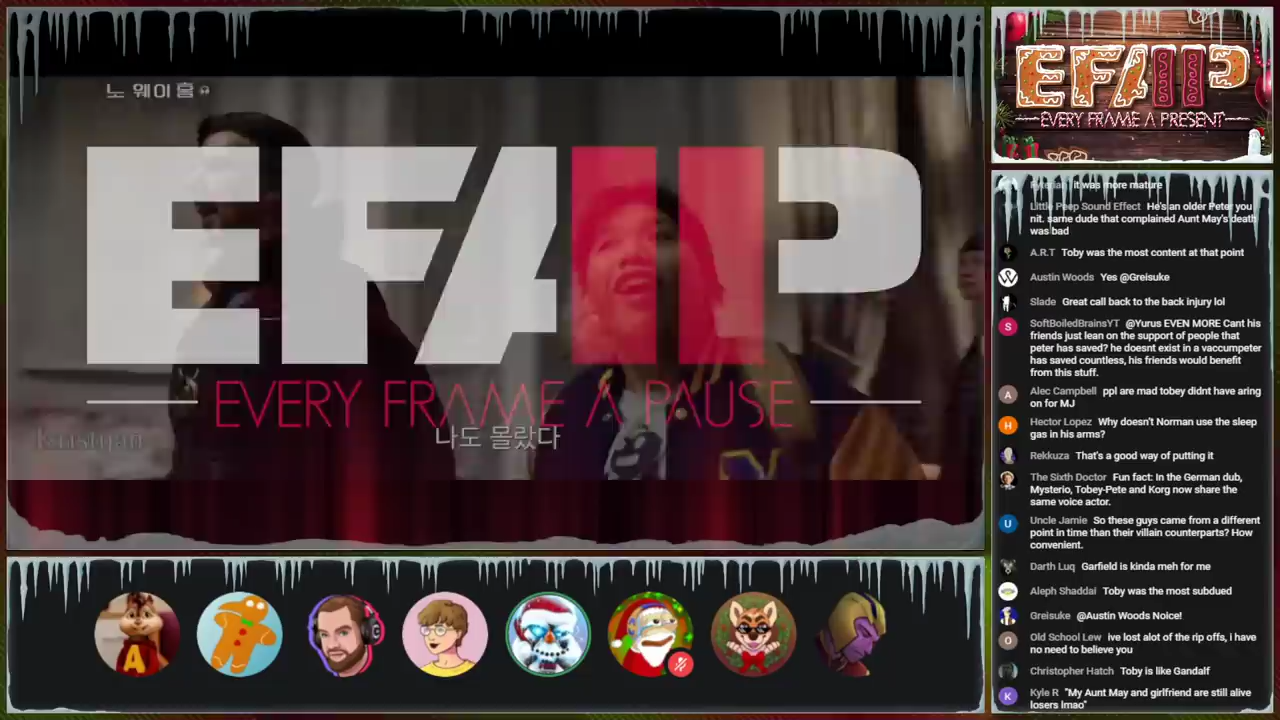 노 웨이 홈
EFAP
EVERY FRAME A PAUSE
나도 몰랐다
EFAP
EVERY FRAME A PRESENT
it was more mature
Little Peep Sound Effect He's an older Peter you
nit. same dude that complained Aunt May's death
was bad
A.R.T Toby was the most content at that point
Austin Woods Yes @Greisuke
Slade Great call back to the back injury lol
SoftBoiledBrainsYT @Yurus EVEN MORE Cant his
friends just lean on the support of people that
peter has saved? he doesnt exist in a vaccumpeter
has saved countless, his friends would benefit
from this stuff.
Alec Campbell ppl are mad tobey didnt have aring
on for MJ
Hector Lopez Why doesn't Norman use the sleep
gas in his arms?
Rekkuza That's a good way of putting it
The Sixth Doctor Fun fact: In the German dub,
Mysterio, Tobey-Pete and Korg now share the
same voice actor.
Uncle Jamie So these guys came from a different
point in time than their villain counterparts? How
convenient.
Darth Luq Garfield is kinda meh for me
Aleph Shaddai Toby was the most subdued
Greisuke @Austin Woods Noice!
Old School Lew ive lost alot of the rip offs, i have
no need to believe you
Christopher Hatch Toby is like Gandalf
Kyle R "My Aunt May and girlfriend are still alive
losers lmao"